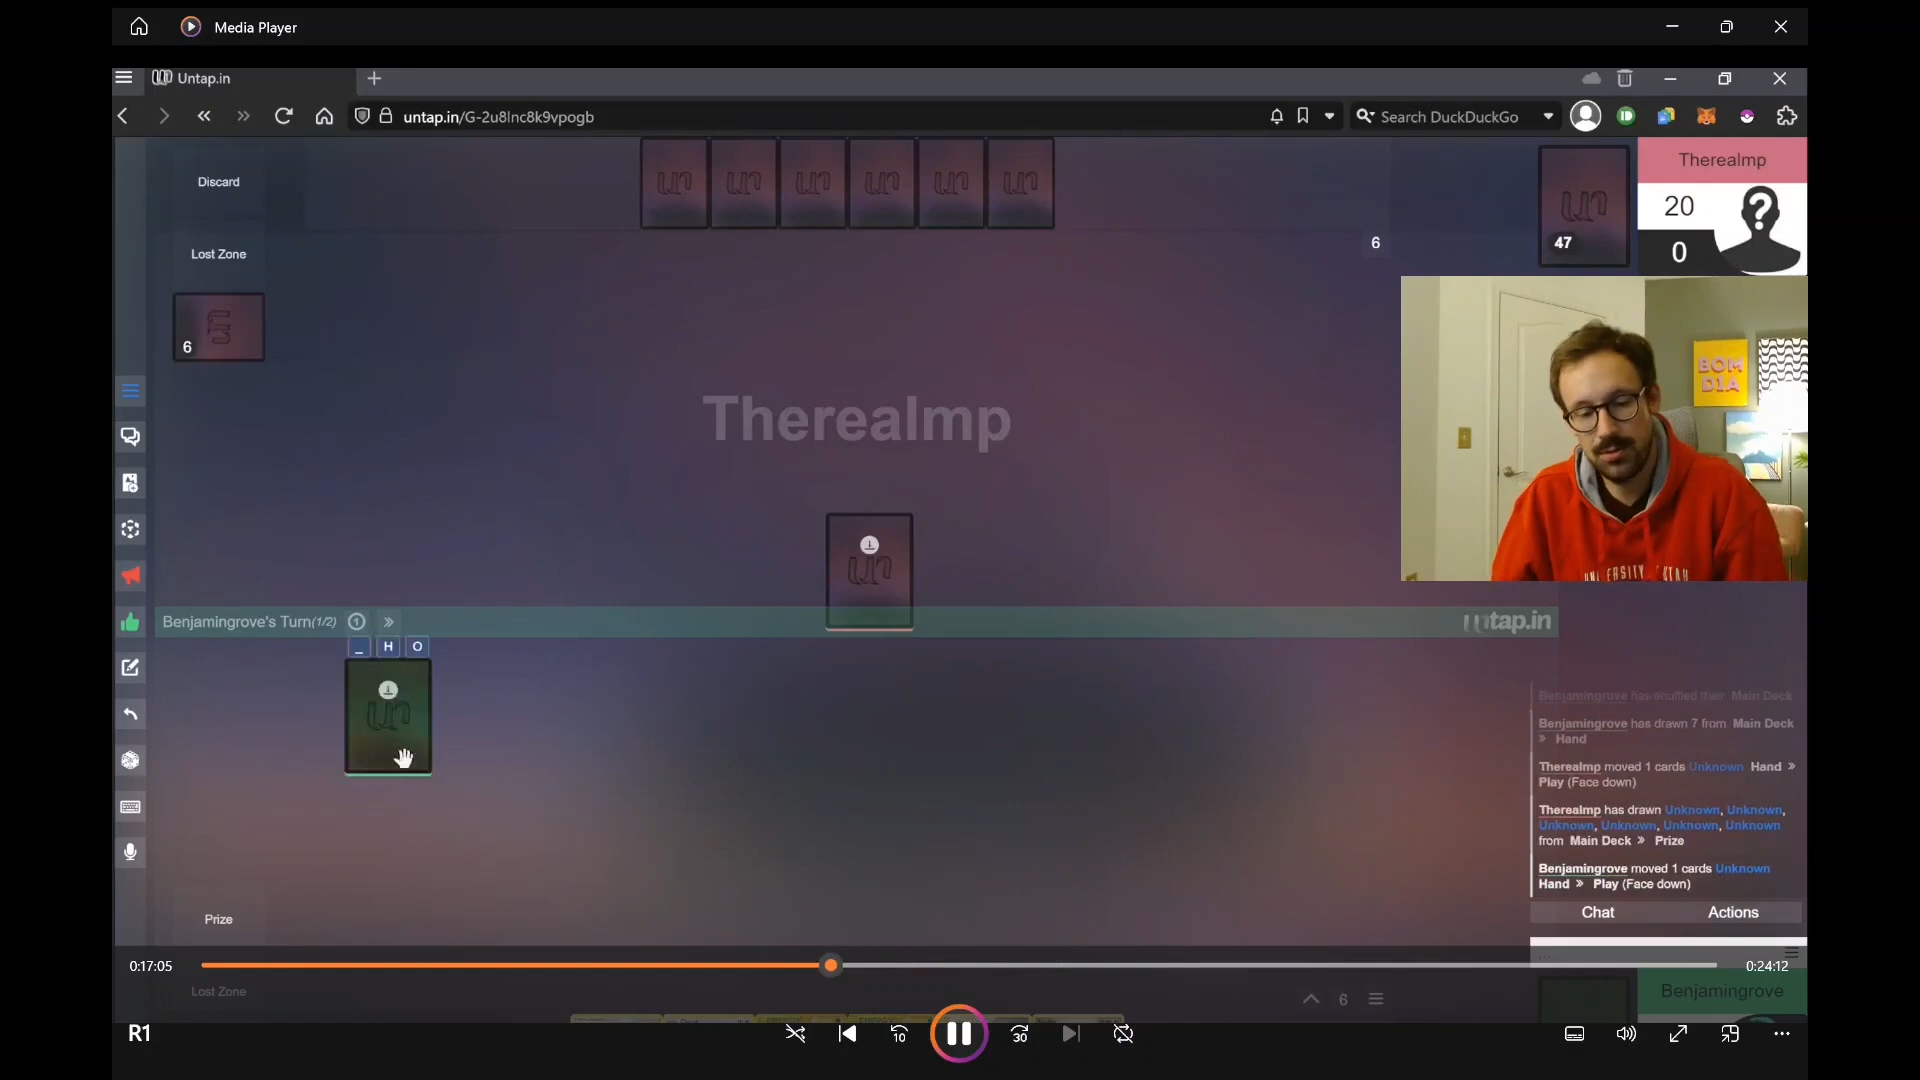 Media Player
Untap.in
untap.in/G-2u8lnc8k9vpogb
Search DuckDuckGo
Discard
Therealmp
20
47
0
6
Lost Zone
6
BOM
DIA
Therealmp
Benjamingrove's Turn(1/2) 1 »
untap.in
_ H O
Benjamingrove has shuffled their Main Deck
Benjamingrove has drawn 7 from Main Deck
» Hand
Therealmp moved 1 cards Unknown Hand »
Play (Face down)
Therealmp has drawn Unknown, Unknown,
Unknown, Unknown, Unknown, Unknown
from Main Deck » Prize
Benjamingrove moved 1 cards Unknown
Hand » Play (Face down)
Chat Actions
Prize
0:17:05
0:24:12
Lost Zone
6
Benjamingrove
R1
10
30